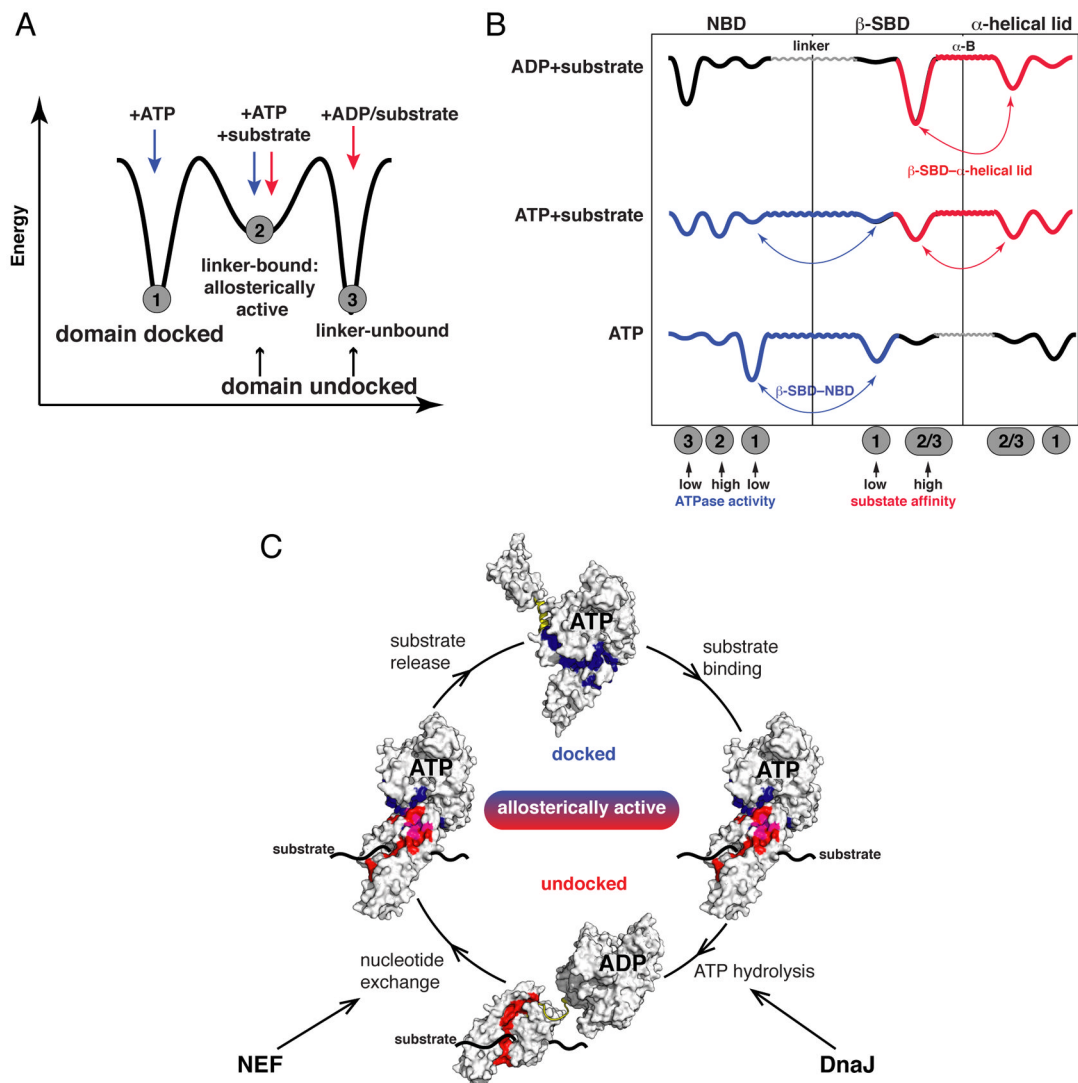 A
+ATP
+ATP
+substrate
+ADP/substrate
Energy
1
2
3
linker-bound:
allosterically
active
domain docked
linker-unbound
domain undocked
B
NBD
β-SBD
α-helical lid
linker
α-B
ADP+substrate
β-SBD–α-helical lid
ATP+substrate
ATP
β-SBD–NBD
3 2 1 1 2/3 2/3 1
low high low low high
ATPase activity substate affinity
C
ATP
substrate
release
substrate
binding
docked
ATP
ATP
allosterically active
substrate
substrate
undocked
nucleotide
exchange
ADP
ATP hydrolysis
substrate
NEF
DnaJ